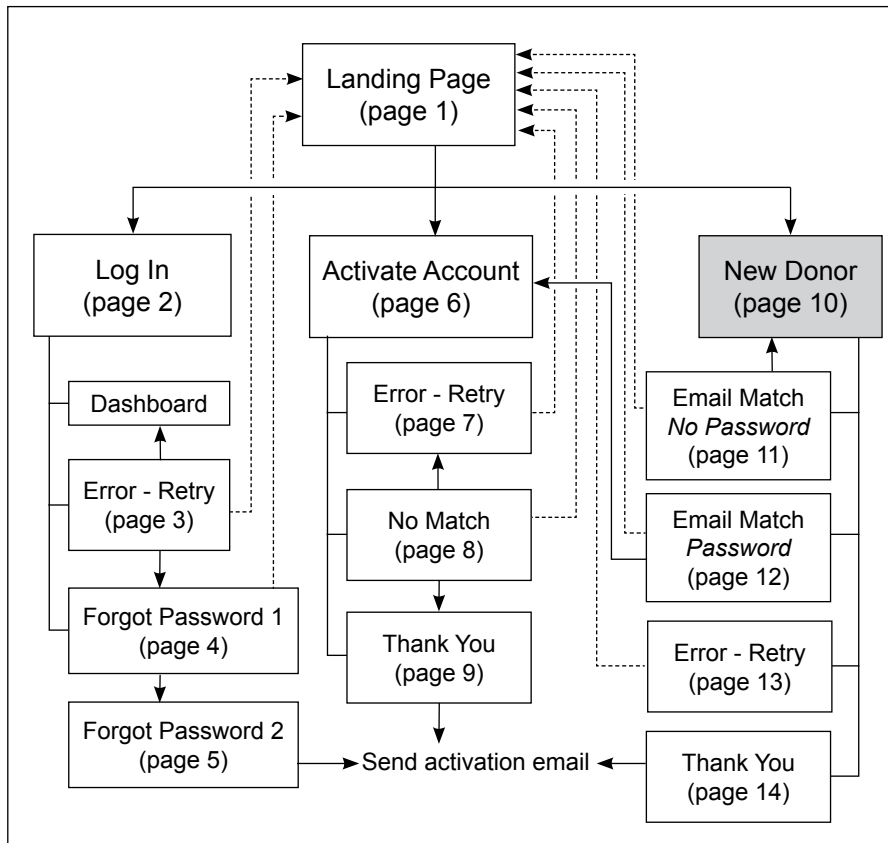 Landing Page
(page 1)
Log In
(page 2)
Activate Account
(page 6)
New Donor
(page 10)
Dashboard
Error - Retry
(page 3)
Forgot Password 1
(page 4)
Forgot Password 2
(page 5)
Error - Retry
(page 7)
No Match
(page 8)
Thank You
(page 9)
Send activation email
Email Match
No Password
(page 11)
Email Match
Password
(page 12)
Error - Retry
(page 13)
Thank You
(page 14)